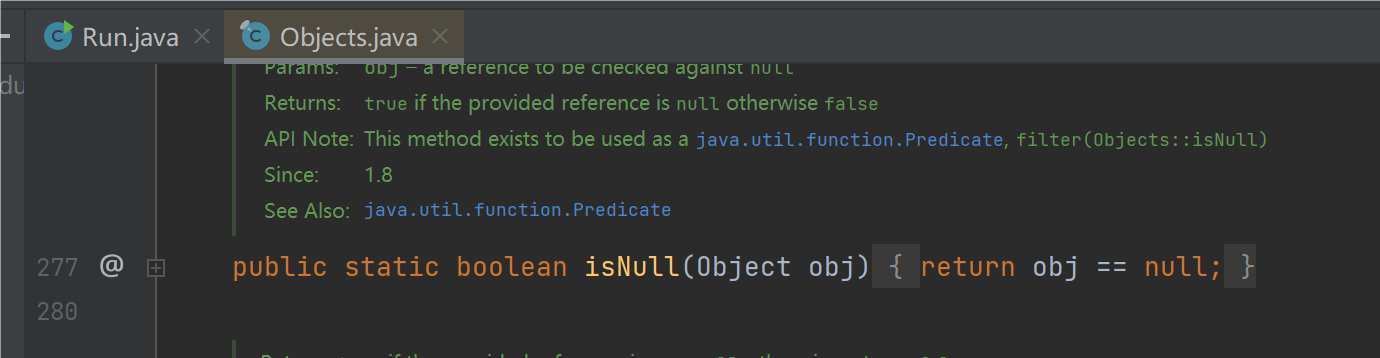 Run.java
Objects.java
du
Params: obj – a reference to be checked against null
Returns: true if the provided reference is null otherwise false
API Note: This method exists to be used as a java.util.function.Predicate, filter(Objects::isNull)
Since: 1.8
See Also: java.util.function.Predicate
277 @ public static boolean isNull(Object obj) { return obj == null; }
280